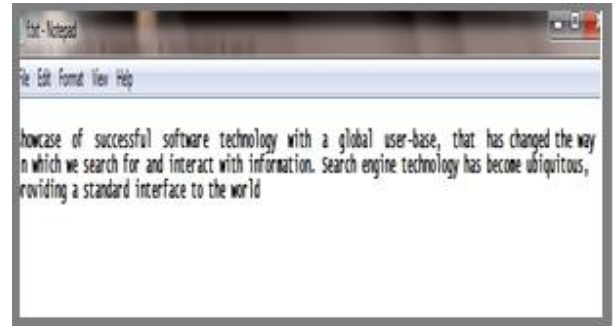 f.txt - Notepad
File Edit Format View Help
howcase of successful software technology with a global user-base, that has changed the way
n which we search for and interact with information. Search engine technology has become ubiquitous,
roviding a standard interface to the world